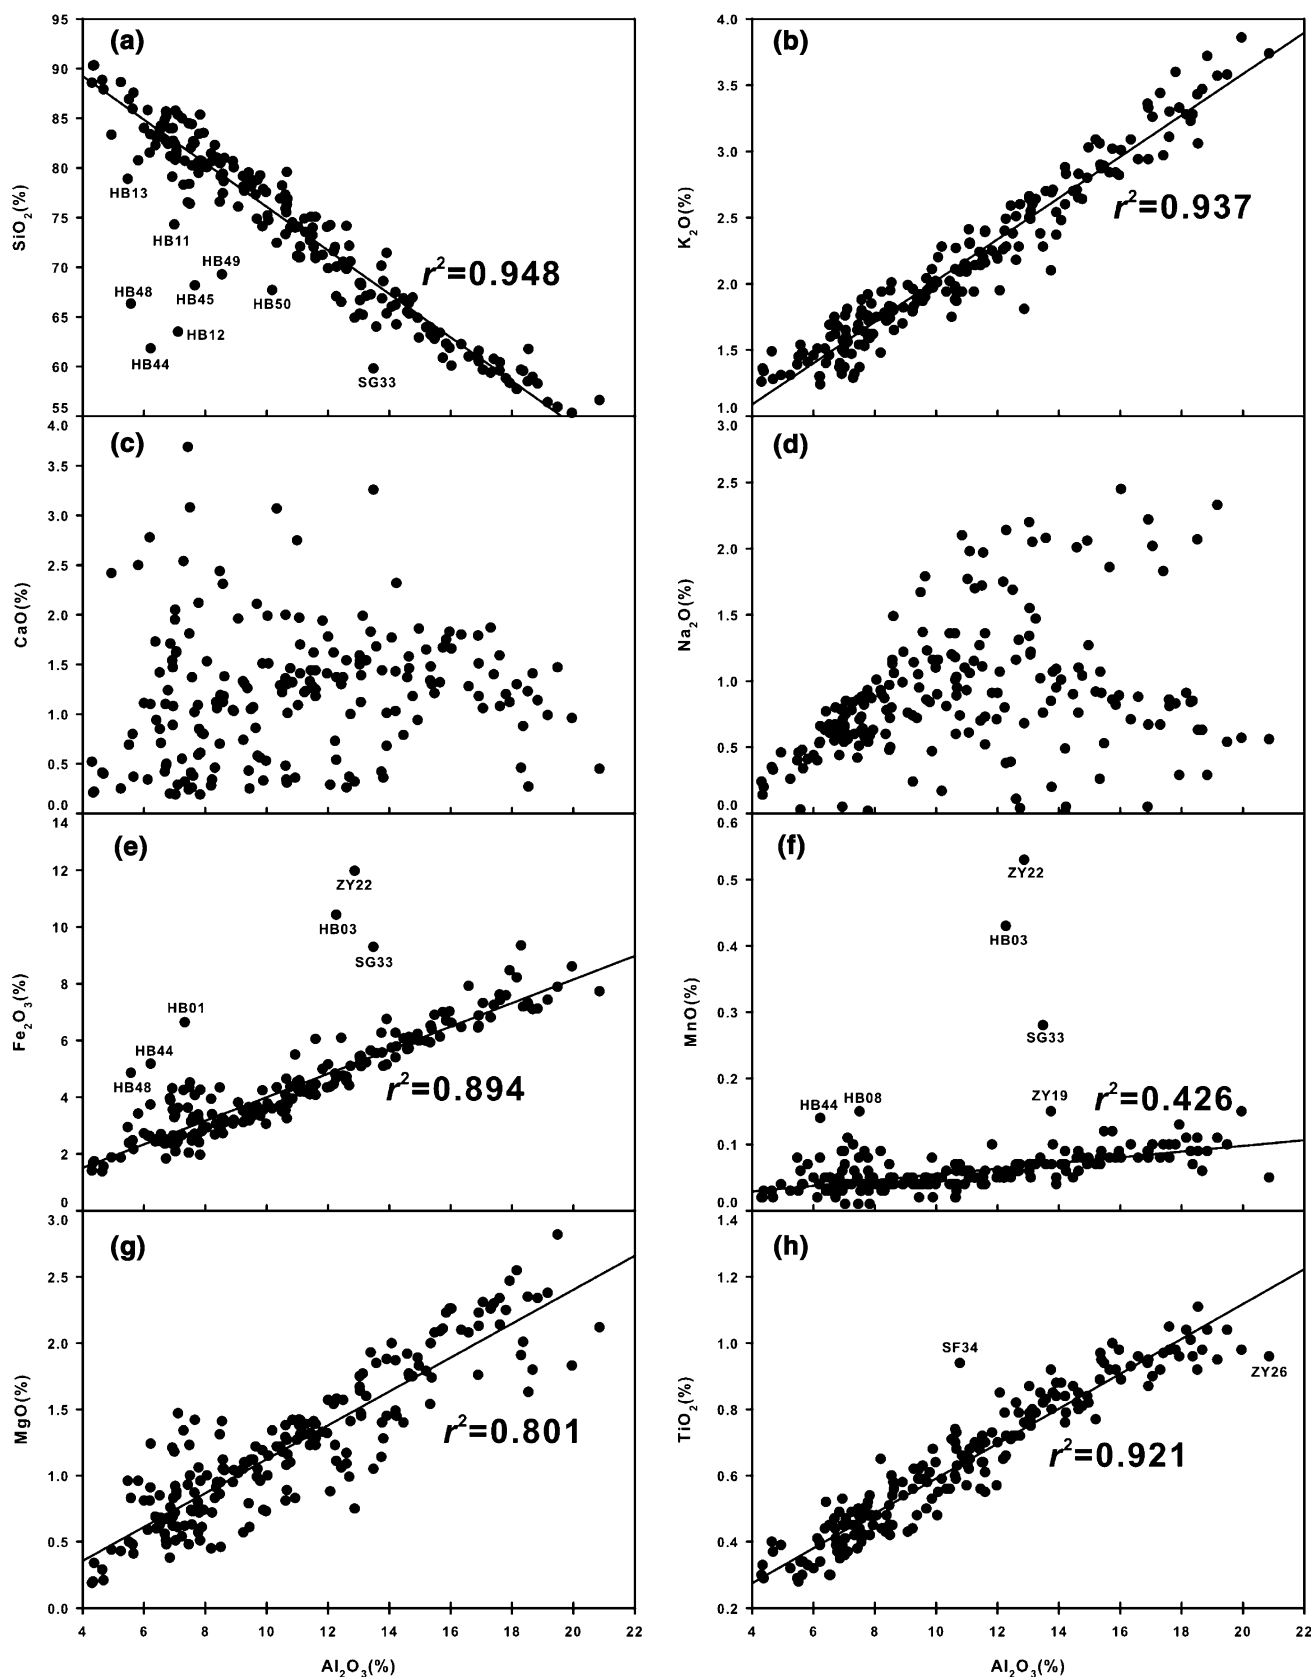 (a)
95
90
85
80
75
70
65
60
55
SiO2(%)
HB13
HB11
HB49
HB48
HB45
HB50
HB12
HB44
SG33
r2=0.948
(b)
4.0
3.5
3.0
2.5
2.0
1.5
1.0
K2O(%)
r2=0.937
(c)
4.0
3.5
3.0
2.5
2.0
1.5
1.0
0.5
0.0
CaO(%)
(d)
3.0
2.5
2.0
1.5
1.0
0.5
0.0
Na2O(%)
(e)
14
12
10
8
6
4
2
0
Fe2O3(%)
ZY22
HB03
SG33
HB01
HB44
HB48
r2=0.894
(f)
0.6
0.5
0.4
0.3
0.2
0.1
0.0
MnO(%)
ZY22
HB03
SG33
HB44
HB08
ZY19
r2=0.426
(g)
3.0
2.5
2.0
1.5
1.0
0.5
0.0
MgO(%)
r2=0.801
4 6 8 10 12 14 16 18 20 22
Al2O3(%)
(h)
1.4
1.2
1.0
0.8
0.6
0.4
0.2
TiO2(%)
SF34
ZY26
r2=0.921
4 6 8 10 12 14 16 18 20 22
Al2O3(%)